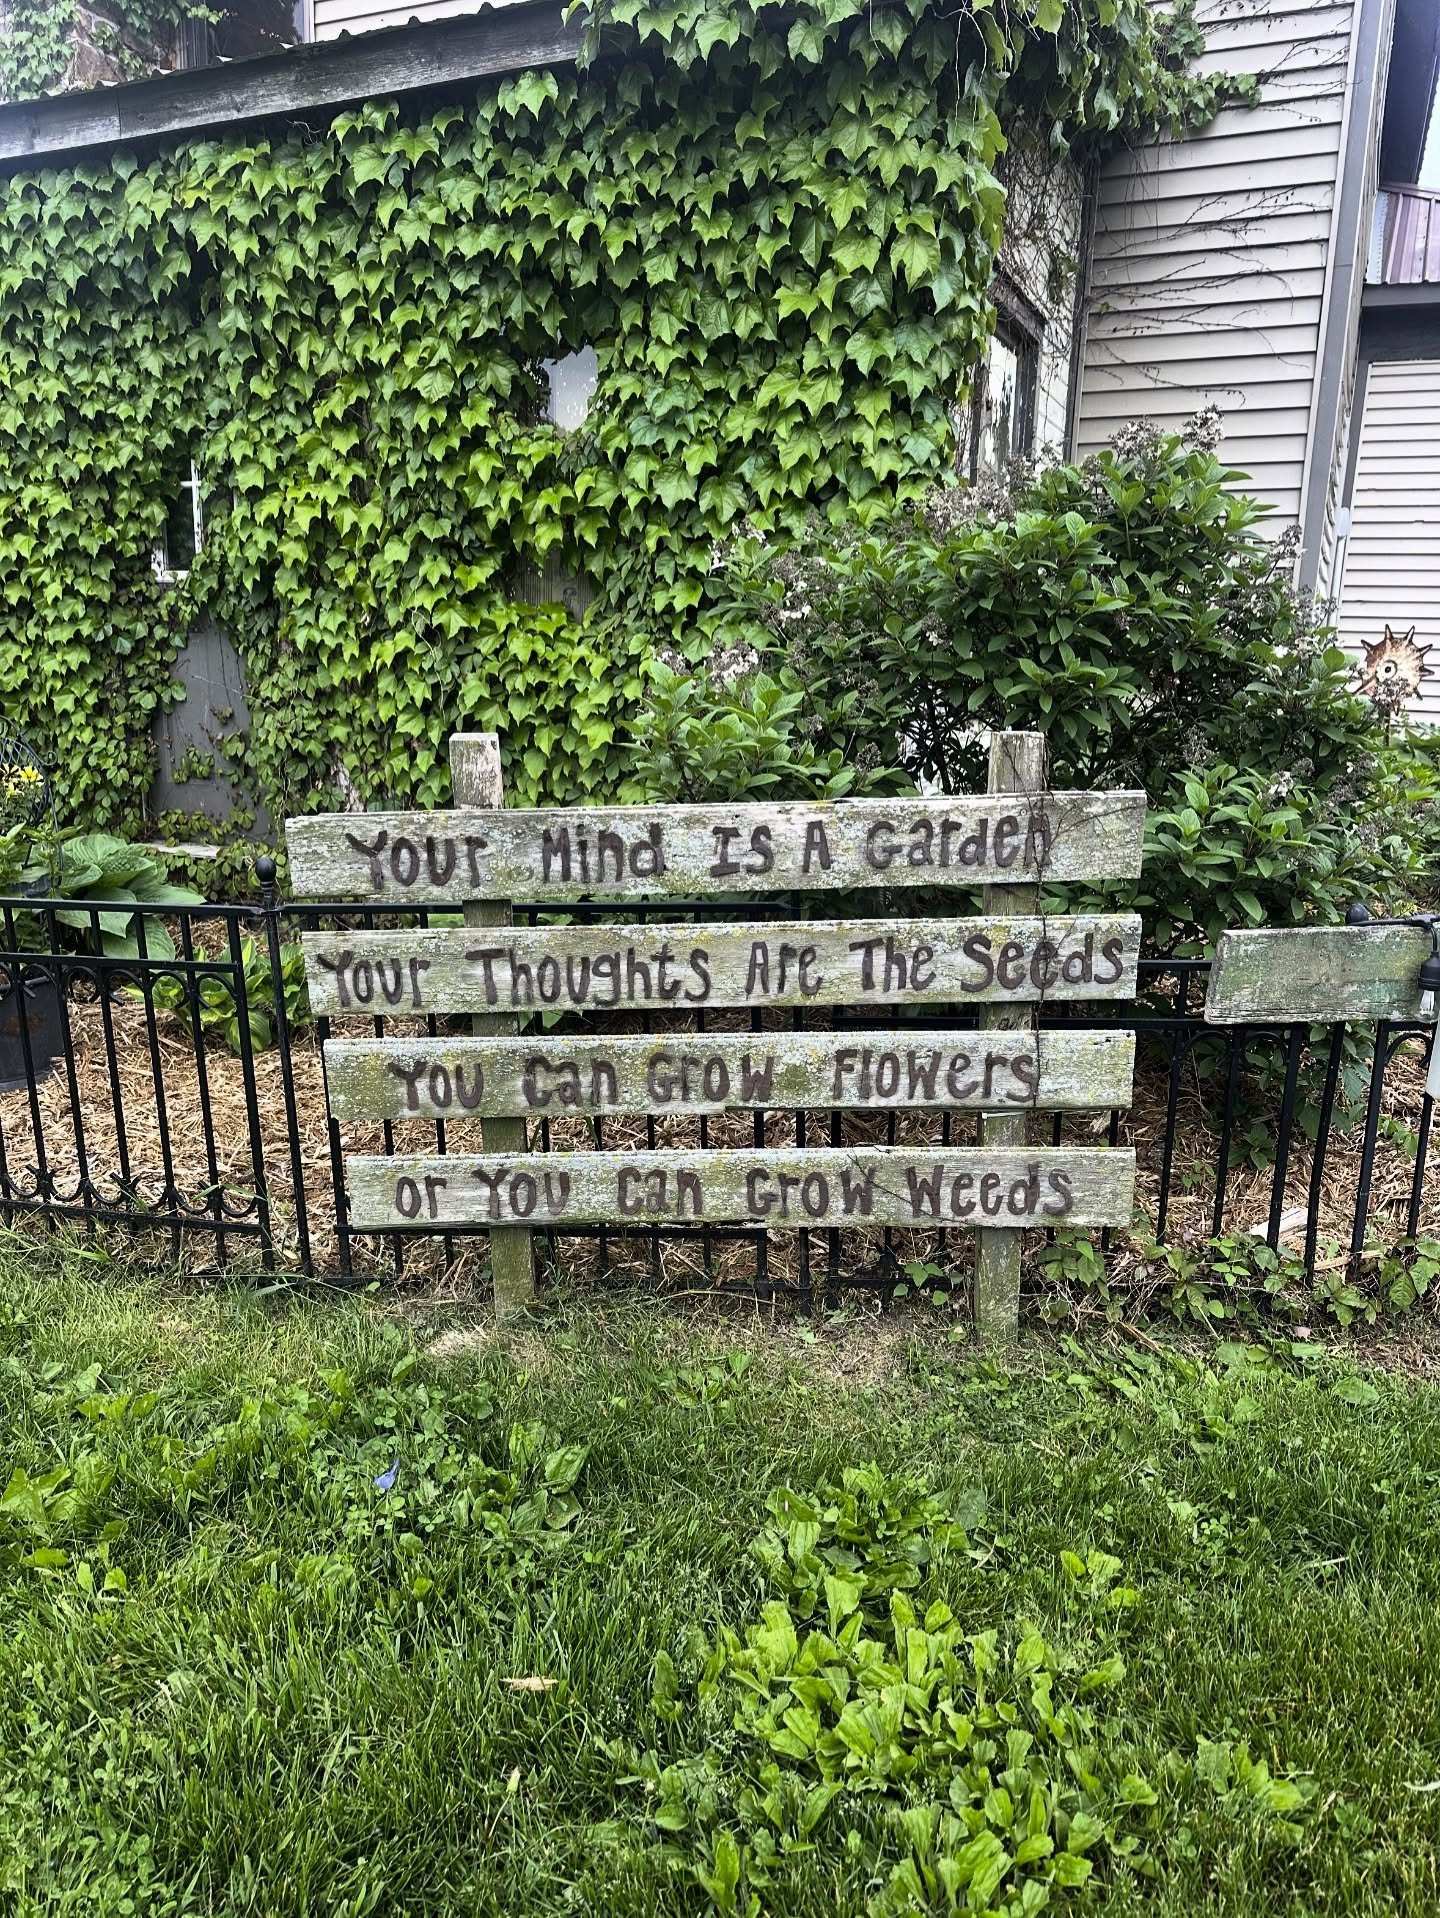 Your Mind Is A Garden
Your Thoughts Are The Seeds
You Can Grow Flowers
or You Can Grow Weeds